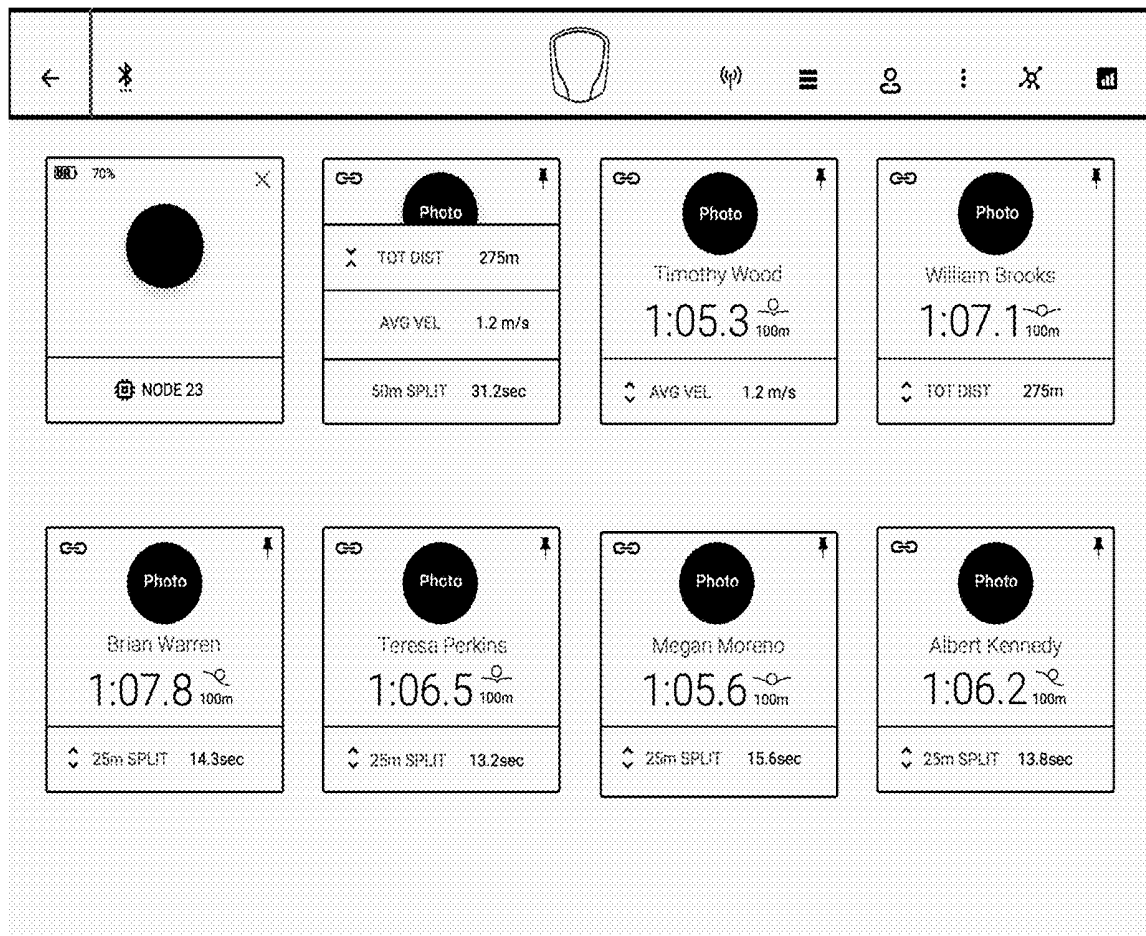 70%
NODE 23
Photo
TOT DIST 275m
AVG VEL 1.2 m/s
50m SPLIT 31.2sec
Photo
Timothy Wood
1:05.3 100m
AVG VEL 1.2 m/s
Photo
William Brooks
1:07.1 100m
TOT DIST 275m
Photo
Brian Warren
1:07.8 100m
25m SPLIT 14.3sec
Photo
Teresa Perkins
1:06.5 100m
25m SPLIT 13.2sec
Photo
Megan Moreno
1:05.6 100m
25m SPLIT 15.6sec
Photo
Albert Kennedy
1:06.2 100m
25m SPLIT 13.8sec